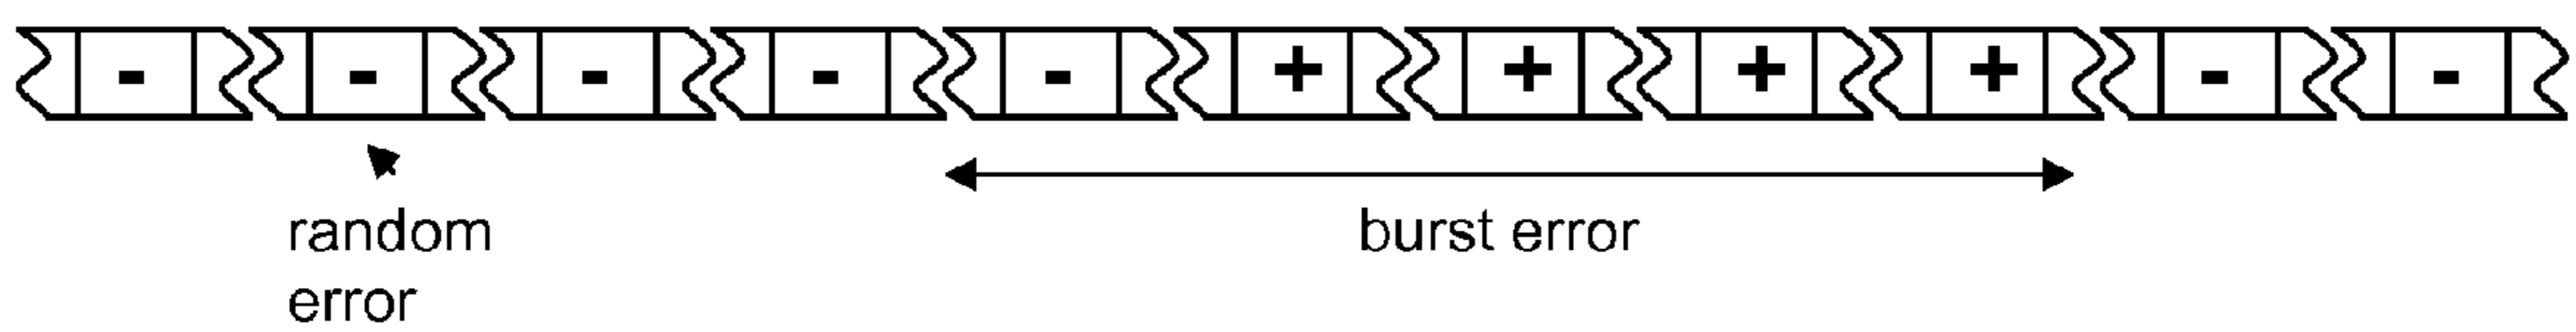 - - - - - + + + + - -
random burst error
error